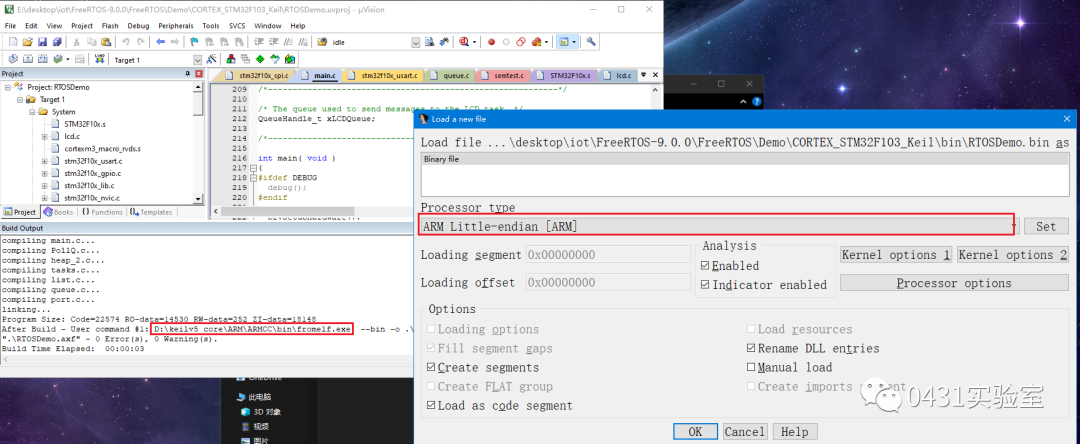 E:\desktop\iot\FreeRTOS-9.0.0\FreeRTOS\Demo\CORTEX_STM32F103_Keil\RTOSDemo.uvproj - µVision
File Edit View Project Flash Debug Peripherals Tools SVCS Window Help
idle
Target 1
Project
Project: RTOSDemo
Target 1
System
STM32F10x.s
lcd.c
cortexm3_macro_rvds.s
stm32f10x_usart.c
stm32f10x_gpio.c
stm32f10x_lib.c
stm32f10x_nvic.c
Project Books {} Functions Templates
stm32f10x_spi.c main.c stm32f10x_usart.c queue.c semtest.c STM32F10x.s lcd.c
209 /*-----------------------------------------------------------*/
210
211 /* The queue used to send messages to the LCD task. */
212 QueueHandle_t xLCDQueue;
213
214 /*-----------------------------------------------------------
215
216 int main( void )
217 {
218 #ifdef DEBUG
219 debug();
220 #endif
Build Output
compiling main.c...
compiling PollQ.c...
compiling heap_2.c...
compiling tasks.c...
compiling list.c...
compiling queue.c...
compiling port.c...
linking...
Program Size: Code=22574 RO-data=14530 RW-data=252 ZI-data=18148
After Build - User command #1: D:\keilv5_core\ARM\ARMCC\bin\fromelf.exe --bin -o .\
".\RTOSDemo.axf" - 0 Error(s), 0 Warning(s).
Build Time Elapsed: 00:00:03
OneDrive
此电脑
3D 对象
视频
图片
Load a new file
Load file ...\desktop\iot\FreeRTOS-9.0.0\FreeRTOS\Demo\CORTEX_STM32F103_Keil\bin\RTOSDemo.bin as
Binary file
Processor type
ARM Little-endian [ARM]
Set
Loading segment 0x00000000
Loading offset 0x00000000
Analysis
Enabled
Indicator enabled
Kernel options 1 Kernel options 2
Processor options
Options
Loading options
Fill segment gaps
Create segments
Create FLAT group
Load as code segment
Load resources
Rename DLL entries
Manual load
Create imports
OK Cancel Help
0431实验室